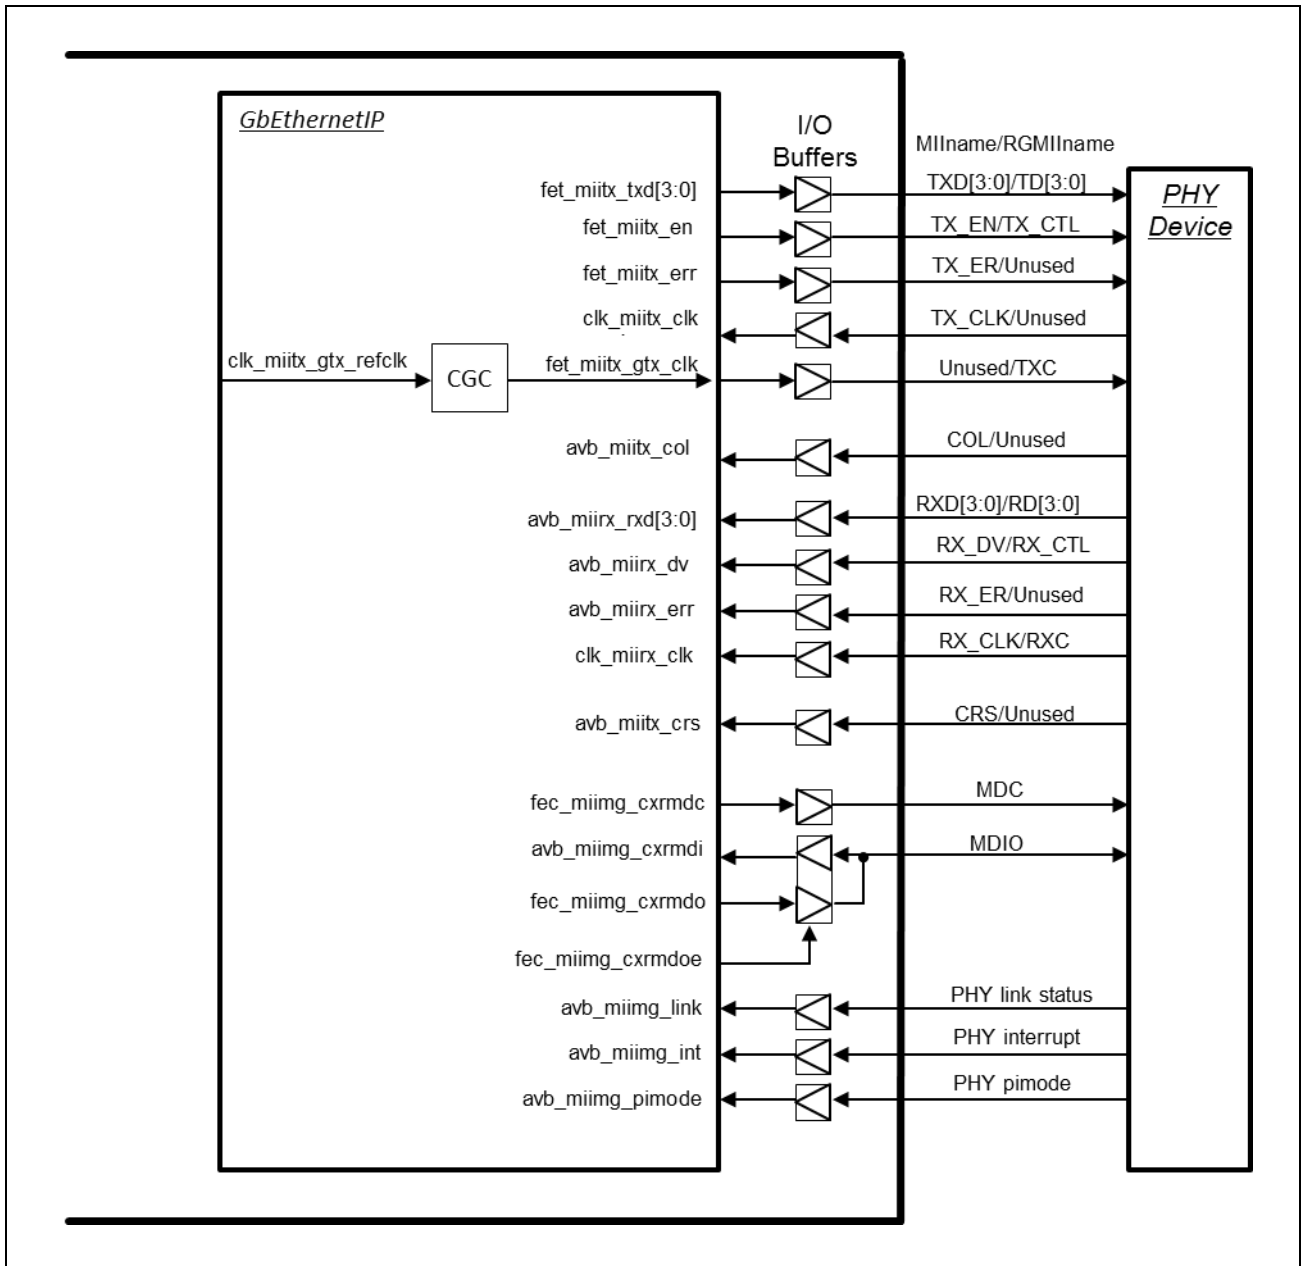 GbEthernetIP
I/O
Buffers
MIIname/RGMIIname
PHY
Device
fet_miitx_txd[3:0]
TXD[3:0]/TD[3:0]
fet_miitx_en
TX_EN/TX_CTL
fet_miitx_err
TX_ER/Unused
clk_miitx_clk
TX_CLK/Unused
clk_miitx_gtx_refclk
CGC
fet_miitx_gtx_clk
Unused/TXC
avb_miitx_col
COL/Unused
avb_miirx_rxd[3:0]
RXD[3:0]/RD[3:0]
avb_miirx_dv
RX_DV/RX_CTL
avb_miirx_err
RX_ER/Unused
clk_miirx_clk
RX_CLK/RXC
avb_miitx_crs
CRS/Unused
fec_miimg_cxrmdc
MDC
avb_miimg_cxrmdi
MDIO
fec_miimg_cxrmdo
fec_miimg_cxrmdoe
avb_miimg_link
PHY link status
avb_miimg_int
PHY interrupt
avb_miimg_pimode
PHY pimode